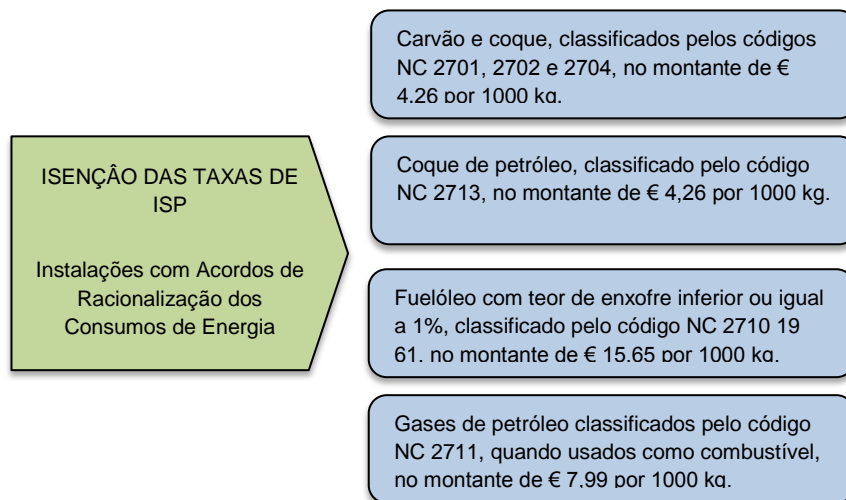 ISENÇÂO DAS TAXAS DE
ISP
Instalações com Acordos de
Racionalização dos
Consumos de Energia
Carvão e coque, classificados pelos códigos
NC 2701, 2702 e 2704, no montante de €
4,26 por 1000 kg.
Coque de petróleo, classificado pelo código
NC 2713, no montante de € 4,26 por 1000 kg.
Fuelóleo com teor de enxofre inferior ou igual
a 1%, classificado pelo código NC 2710 19
61, no montante de € 15,65 por 1000 kg.
Gases de petróleo classificados pelo código
NC 2711, quando usados como combustível,
no montante de € 7,99 por 1000 kg.